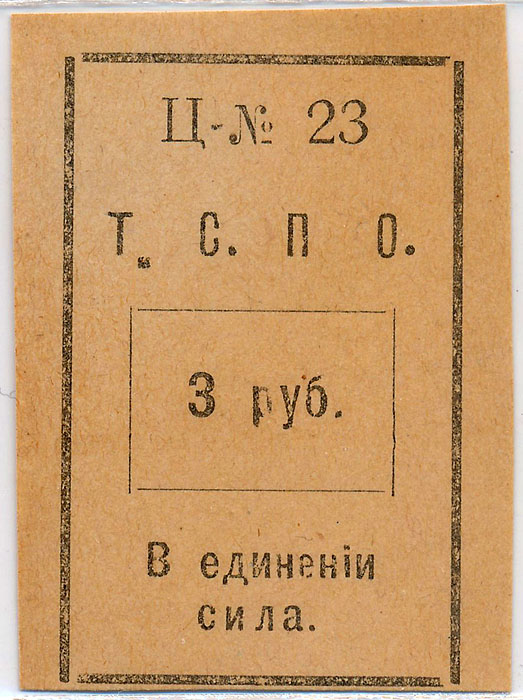 Ц-№ 23
Т. С. П О.
3 руб.
В единеніи
сила.